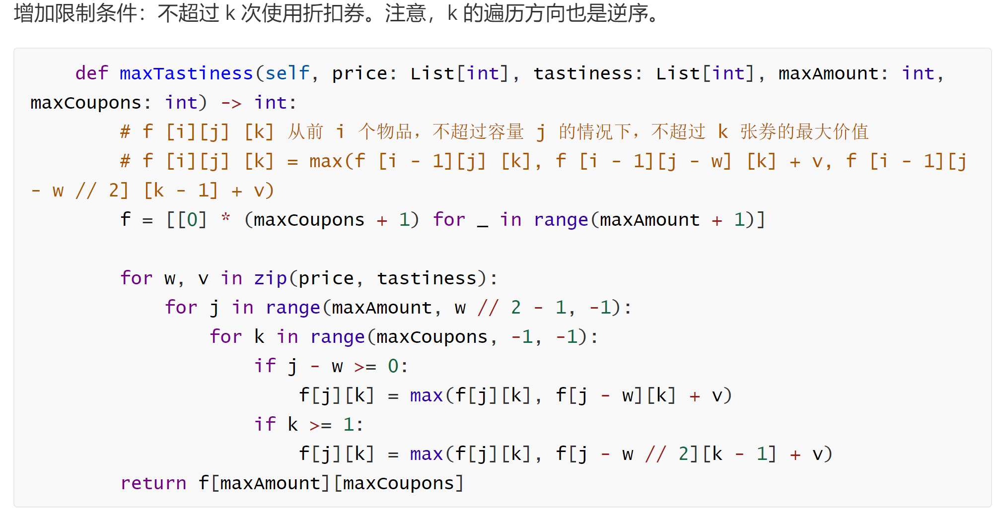 增加限制条件：不超过 k 次使用折扣券。注意，k 的遍历方向也是逆序。
    def maxTastiness(self, price: List[int], tastiness: List[int], maxAmount: int,
maxCoupons: int) -> int:
        # f [i][j] [k] 从前 i 个物品，不超过容量 j 的情况下，不超过 k 张券的最大价值
        # f [i][j] [k] = max(f [i - 1][j] [k], f [i - 1][j - w] [k] + v, f [i - 1][j
- w // 2] [k - 1] + v)
        f = [[0] * (maxCoupons + 1) for _ in range(maxAmount + 1)]

        for w, v in zip(price, tastiness):
            for j in range(maxAmount, w // 2 - 1, -1):
                for k in range(maxCoupons, -1, -1):
                    if j - w >= 0:
                        f[j][k] = max(f[j][k], f[j - w][k] + v)
                    if k >= 1:
                        f[j][k] = max(f[j][k], f[j - w // 2][k - 1] + v)
        return f[maxAmount][maxCoupons]